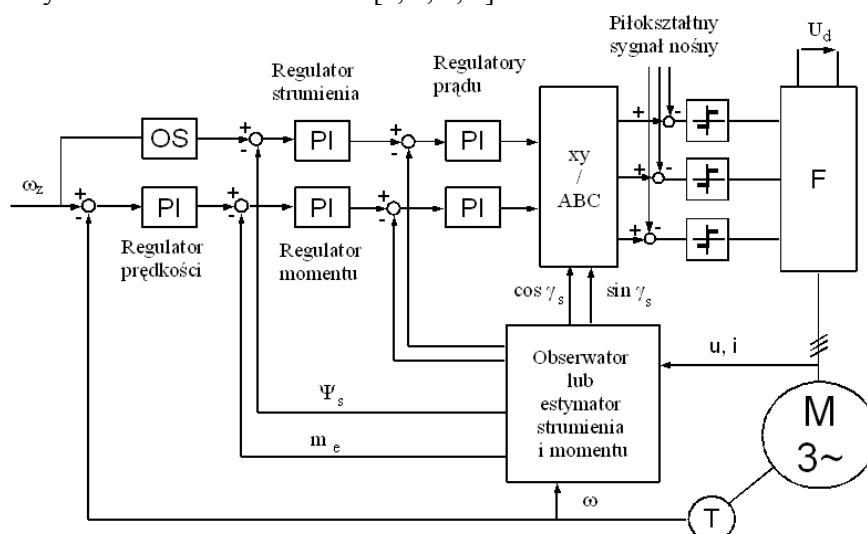 Piłokształtny
sygnał nośny
U_d
Regulator
strumienia
Regulatory
prądu
OS
PI
PI
+
-
+
-
+
-
+
-
+
-
xy
/
ABC
F
ω_z
+
-
PI
+
-
PI
+
-
PI
Regulator
prędkości
Regulator
momentu
cos γ_s
sin γ_s
Obserwator
lub
estymator
strumienia
i momentu
u, i
Ψ_s
m_e
M
3~
ω
T